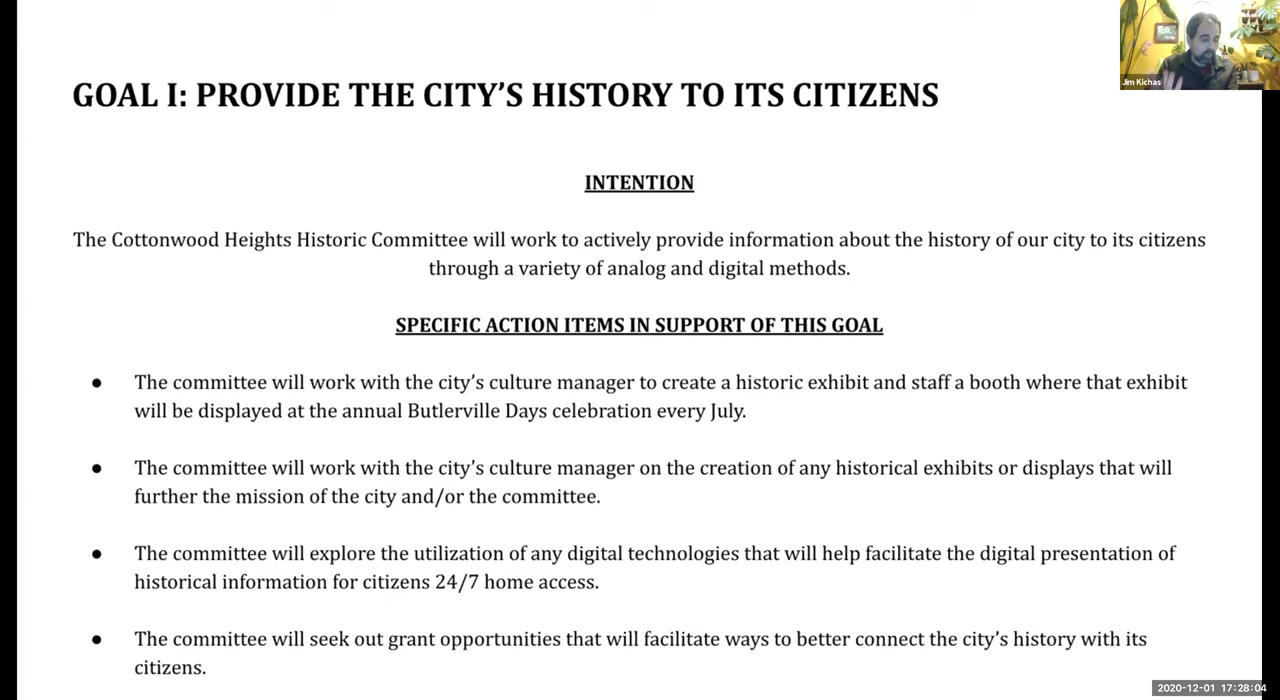 GOAL I: PROVIDE THE CITY'S HISTORY TO ITS CITIZENS
Jim Kichas
INTENTION
The Cottonwood Heights Historic Committee will work to actively provide information about the history of our city to its citizens
through a variety of analog and digital methods.
SPECIFIC ACTION ITEMS IN SUPPORT OF THIS GOAL
● The committee will work with the city's culture manager to create a historic exhibit and staff a booth where that exhibit
will be displayed at the annual Butlerville Days celebration every July.
● The committee will work with the city's culture manager on the creation of any historical exhibits or displays that will
further the mission of the city and/or the committee.
● The committee will explore the utilization of any digital technologies that will help facilitate the digital presentation of
historical information for citizens 24/7 home access.
● The committee will seek out grant opportunities that will facilitate ways to better connect the city's history with its
citizens.
2020-12-01 17:28:04